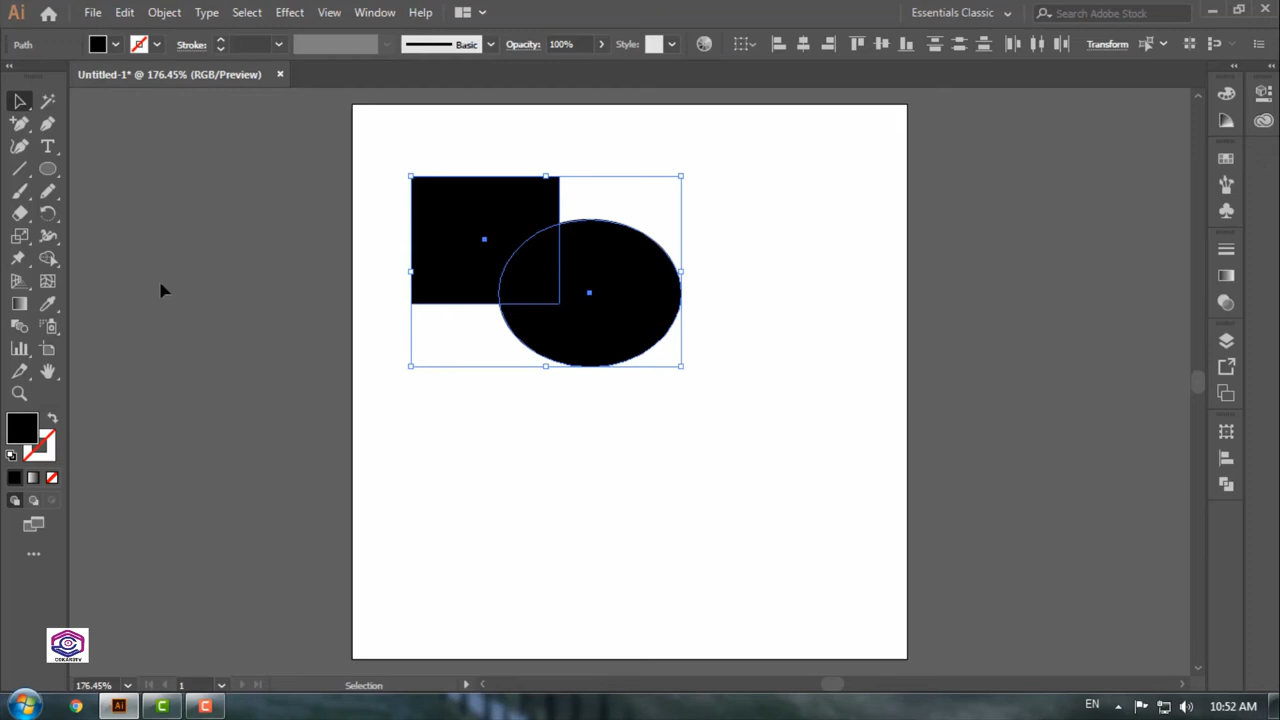 Ai File Edit Object Type Select Effect View Window Help Essentials Classic Search Adobe Stock
Path Stroke: Basic Opacity: 100% Style: Transform
Untitled-1* @ 176.45% (RGB/Preview) ×
T
176.45% 1 Selection
Ai C C EN 10:52 AM